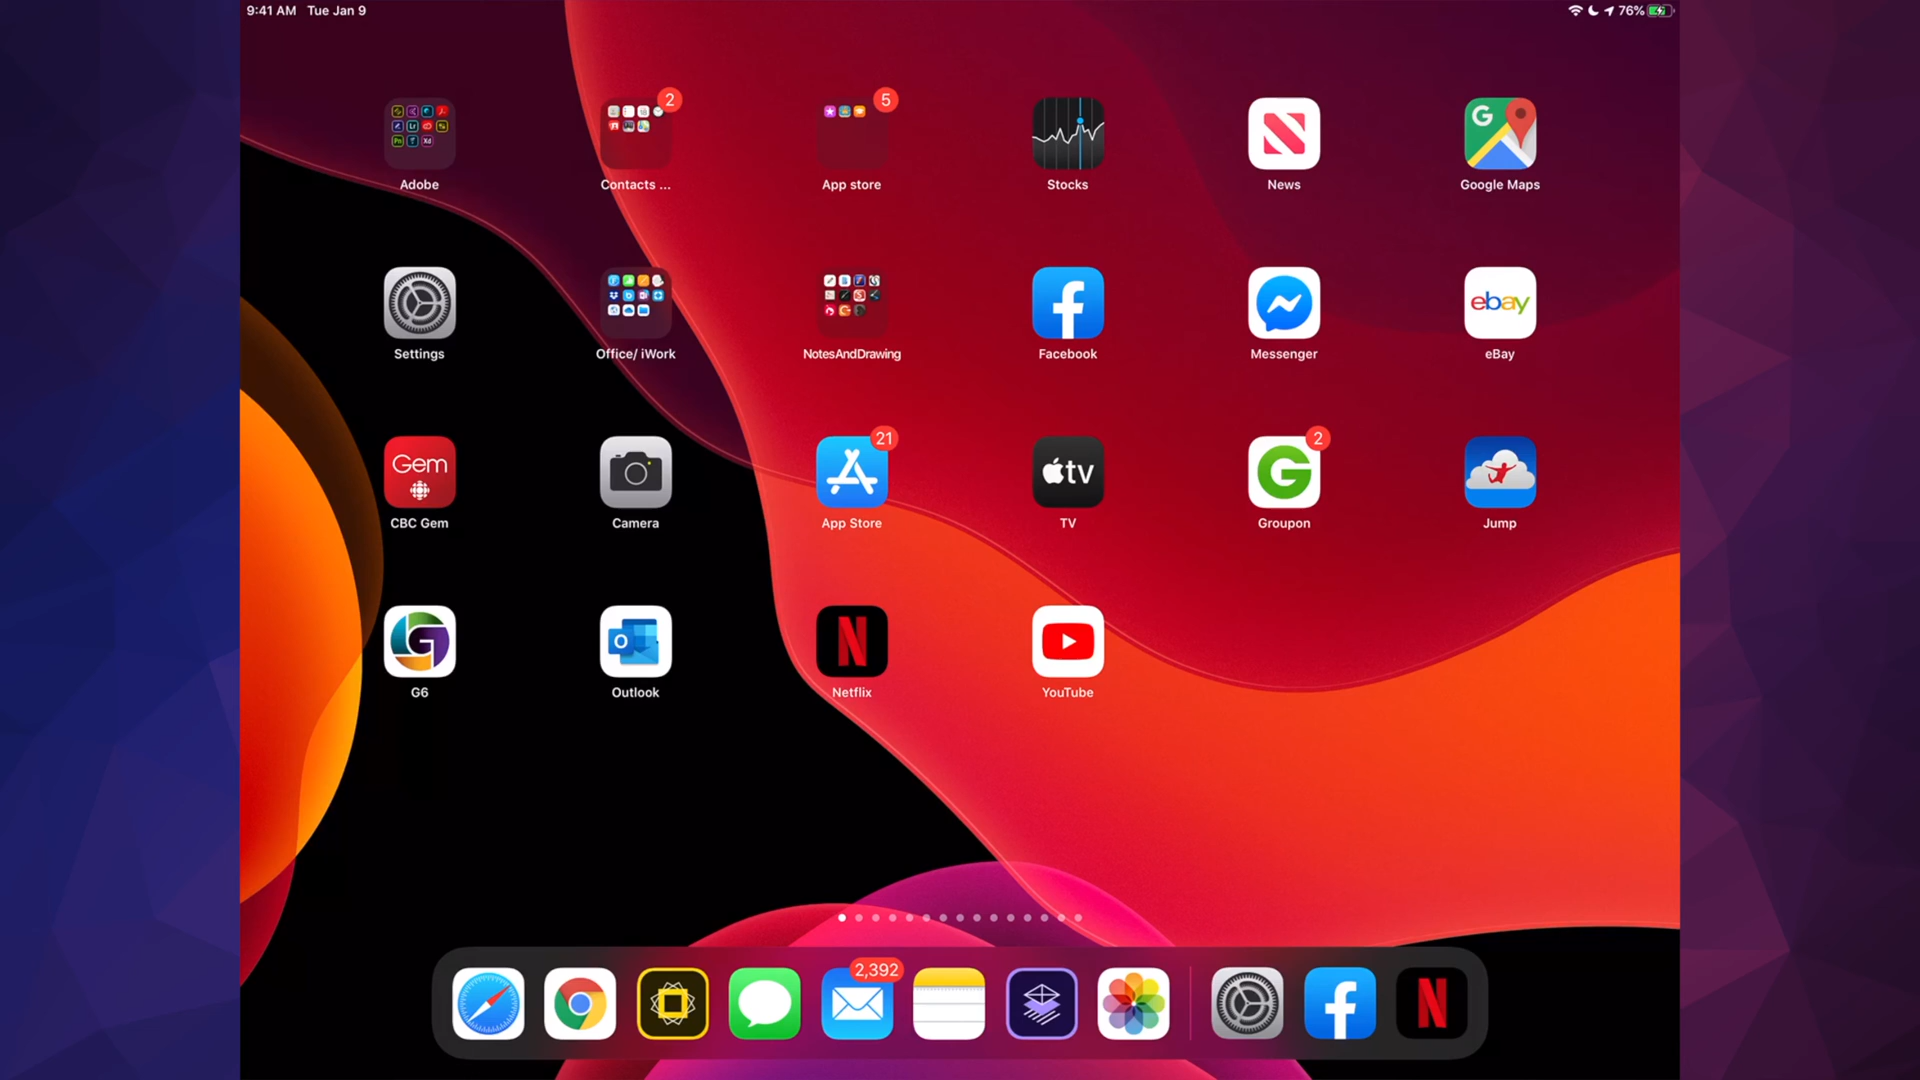 9:41 AM Tue Jan 9
76%
2
5
Adobe
Contacts ...
App store
Stocks
News
G
Google Maps
Settings
Office/ iWork
NotesAndDrawing
Facebook
Messenger
ebay
eBay
Gem
21
tv
2
CBC Gem
Camera
App Store
TV
Groupon
Jump
G6
Outlook
Netflix
YouTube
2,392